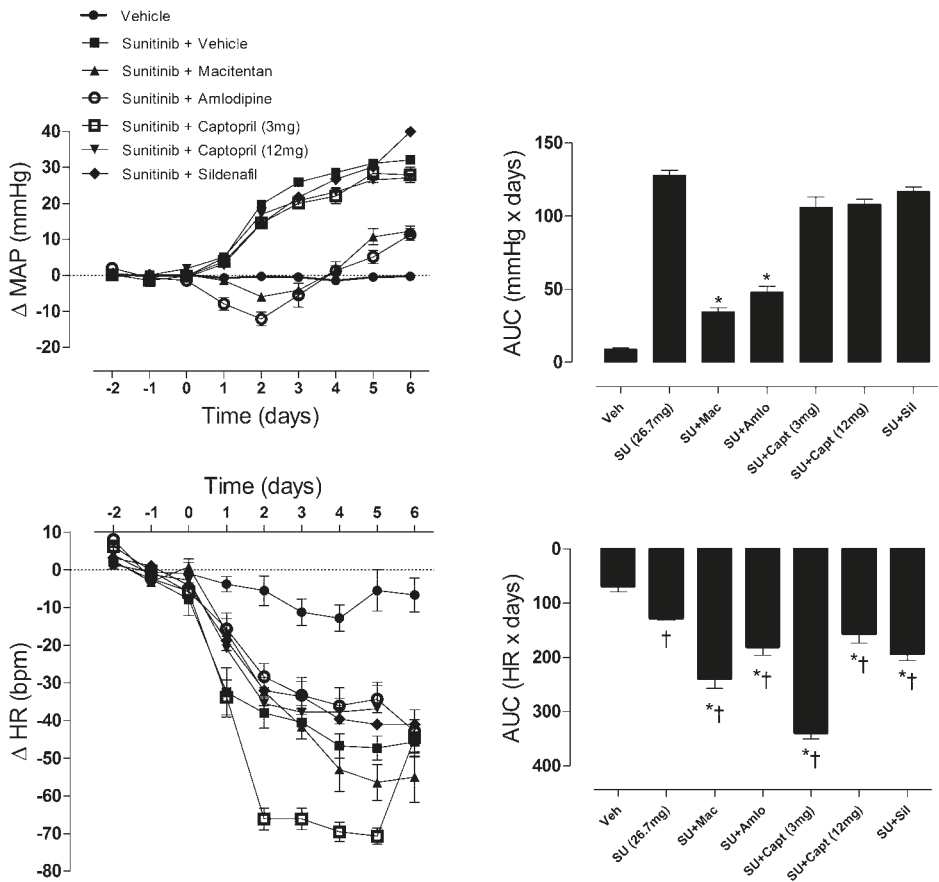 Vehicle
Sunitinib + Vehicle
Sunitinib + Macitentan
Sunitinib + Amlodipine
Sunitinib + Captopril (3mg)
Sunitinib + Captopril (12mg)
Sunitinib + Sildenafil
Δ MAP (mmHg)
40
30
20
10
0
-10
-20
-2 -1 0 1 2 3 4 5 6
Time (days)
AUC (mmHg x days)
150
100
50
0
* *
Veh
SU (26.7mg)
SU+Mac
SU+Amlo
SU+Capt (3mg)
SU+Capt (12mg)
SU+Sil
Time (days)
-2 -1 0 1 2 3 4 5 6
Δ HR (bpm)
10
0
-10
-20
-30
-40
-50
-60
-70
-80
AUC (HR x days)
0
100
200
300
400
† *† *† *† *† *†
Veh
SU (26.7mg)
SU+Mac
SU+Amlo
SU+Capt (3mg)
SU+Capt (12mg)
SU+Sil